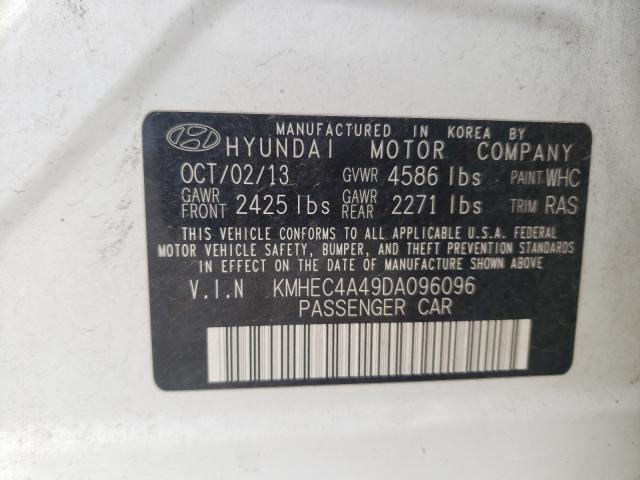 MANUFACTURED IN KOREA BY
HYUNDAI MOTOR COMPANY
OCT/02/13 GVWR 4586 lbs PAINT WHC
GAWR FRONT 2425 lbs GAWR REAR 2271 lbs TRIM RAS
THIS VEHICLE CONFORMS TO ALL APPLICABLE U.S.A. FEDERAL
MOTOR VEHICLE SAFETY, BUMPER, AND THEFT PREVENTION STANDARDS
IN EFFECT ON THE DATE OF MANUFACTURE SHOWN ABOVE.
V.I.N KMHEC4A49DA096096
PASSENGER CAR